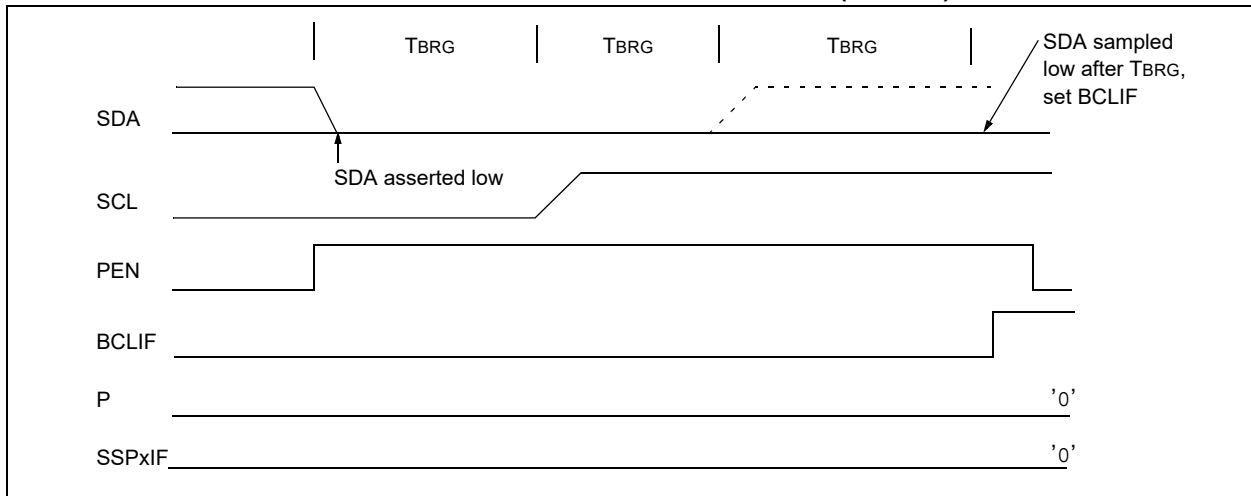 TBRG TBRG TBRG
SDA sampled
low after TBRG,
set BCLIF
SDA
SDA asserted low
SCL
PEN
BCLIF
P '0'
SSPxIF '0'